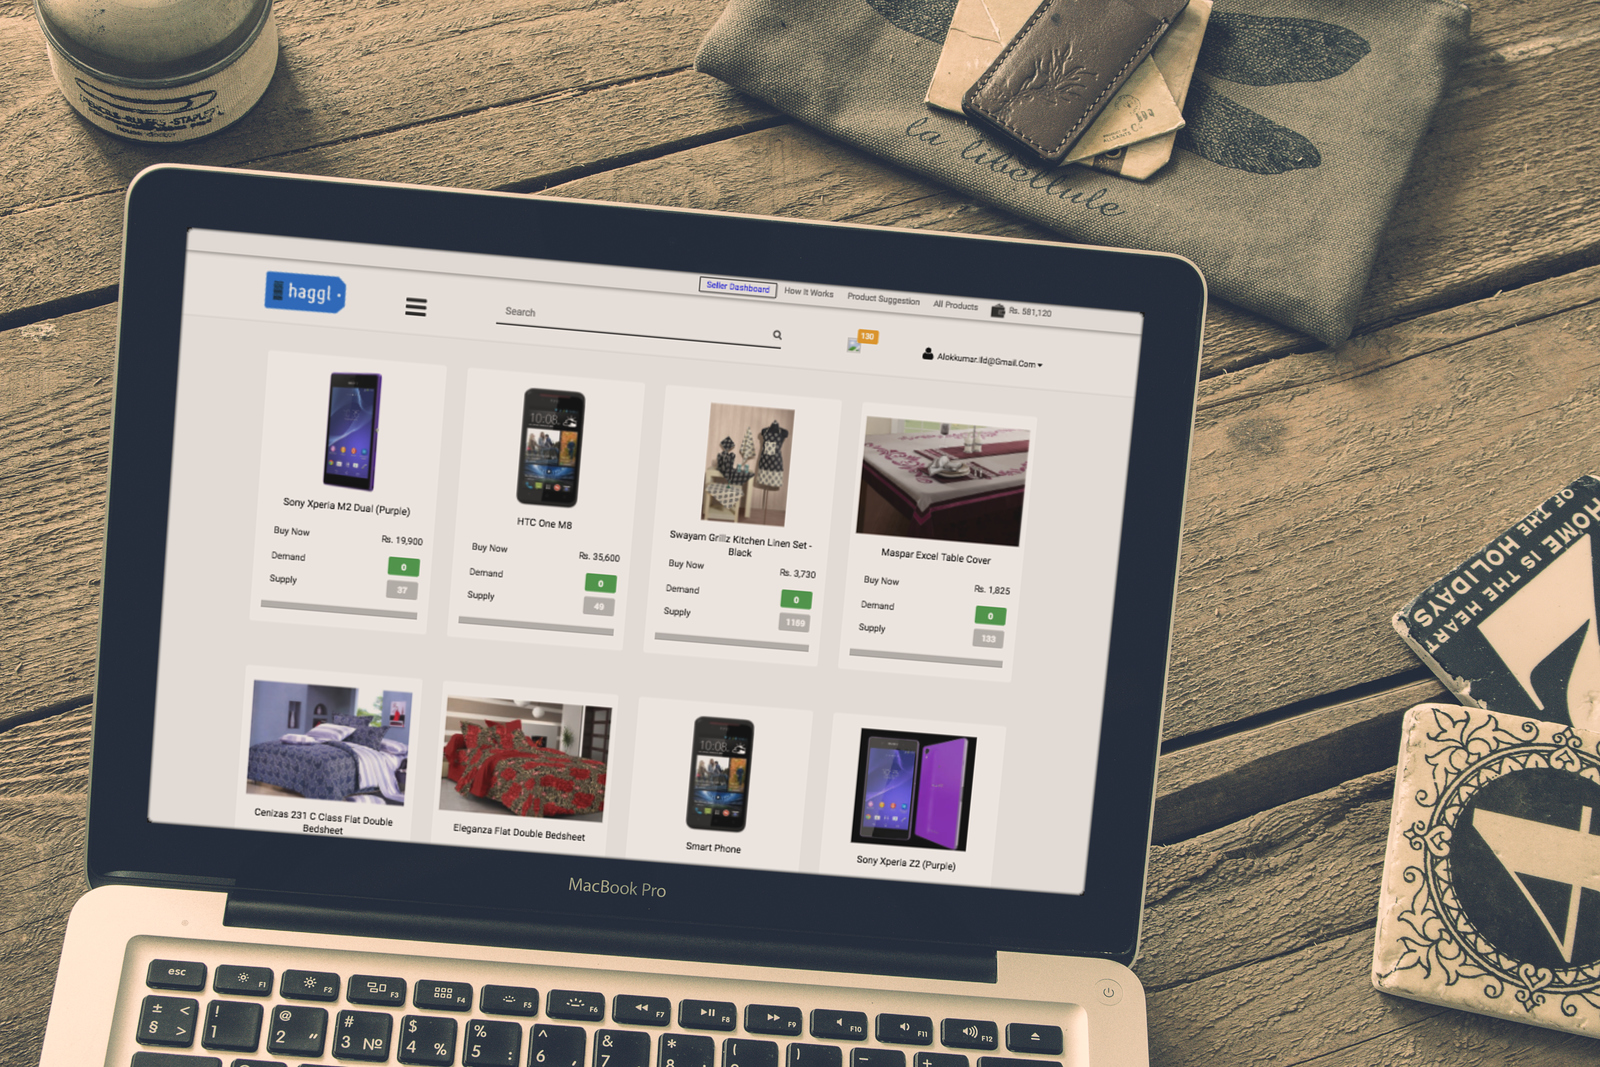 la libellule
haggl
Seller Dashboard
How It Works
Product Suggestion
All Products
Rs. 581,120
Search
130
Alokkumar.lld@Gmail.Com
Sony Xperia M2 Dual (Purple)
Buy Now
Rs. 19,900
Demand
0
Supply
37
HTC One M8
Buy Now
Rs. 35,600
Demand
0
Supply
49
Swayam Grillz Kitchen Linen Set -
Black
Buy Now
Rs. 3,730
Demand
0
Supply
1189
Maspar Excel Table Cover
Buy Now
Rs. 1,825
Demand
0
Supply
133
Cenizas 231 C Class Flat Double
Bedsheet
Eleganza Flat Double Bedsheet
10:08
Smart Phone
Sony Xperia Z2 (Purple)
MacBook Pro
HOME IS THE HEART
OF THE HOLIDAYS
esc F1 F2 F3 F4 F5 F6 F7 F8 F9 F10 F11 F12
± <
§ >
!
1
@
2 “
#
3 №
$
4 %
%
5 :
^
6 ,
&
7
*
8
(
)
–
+